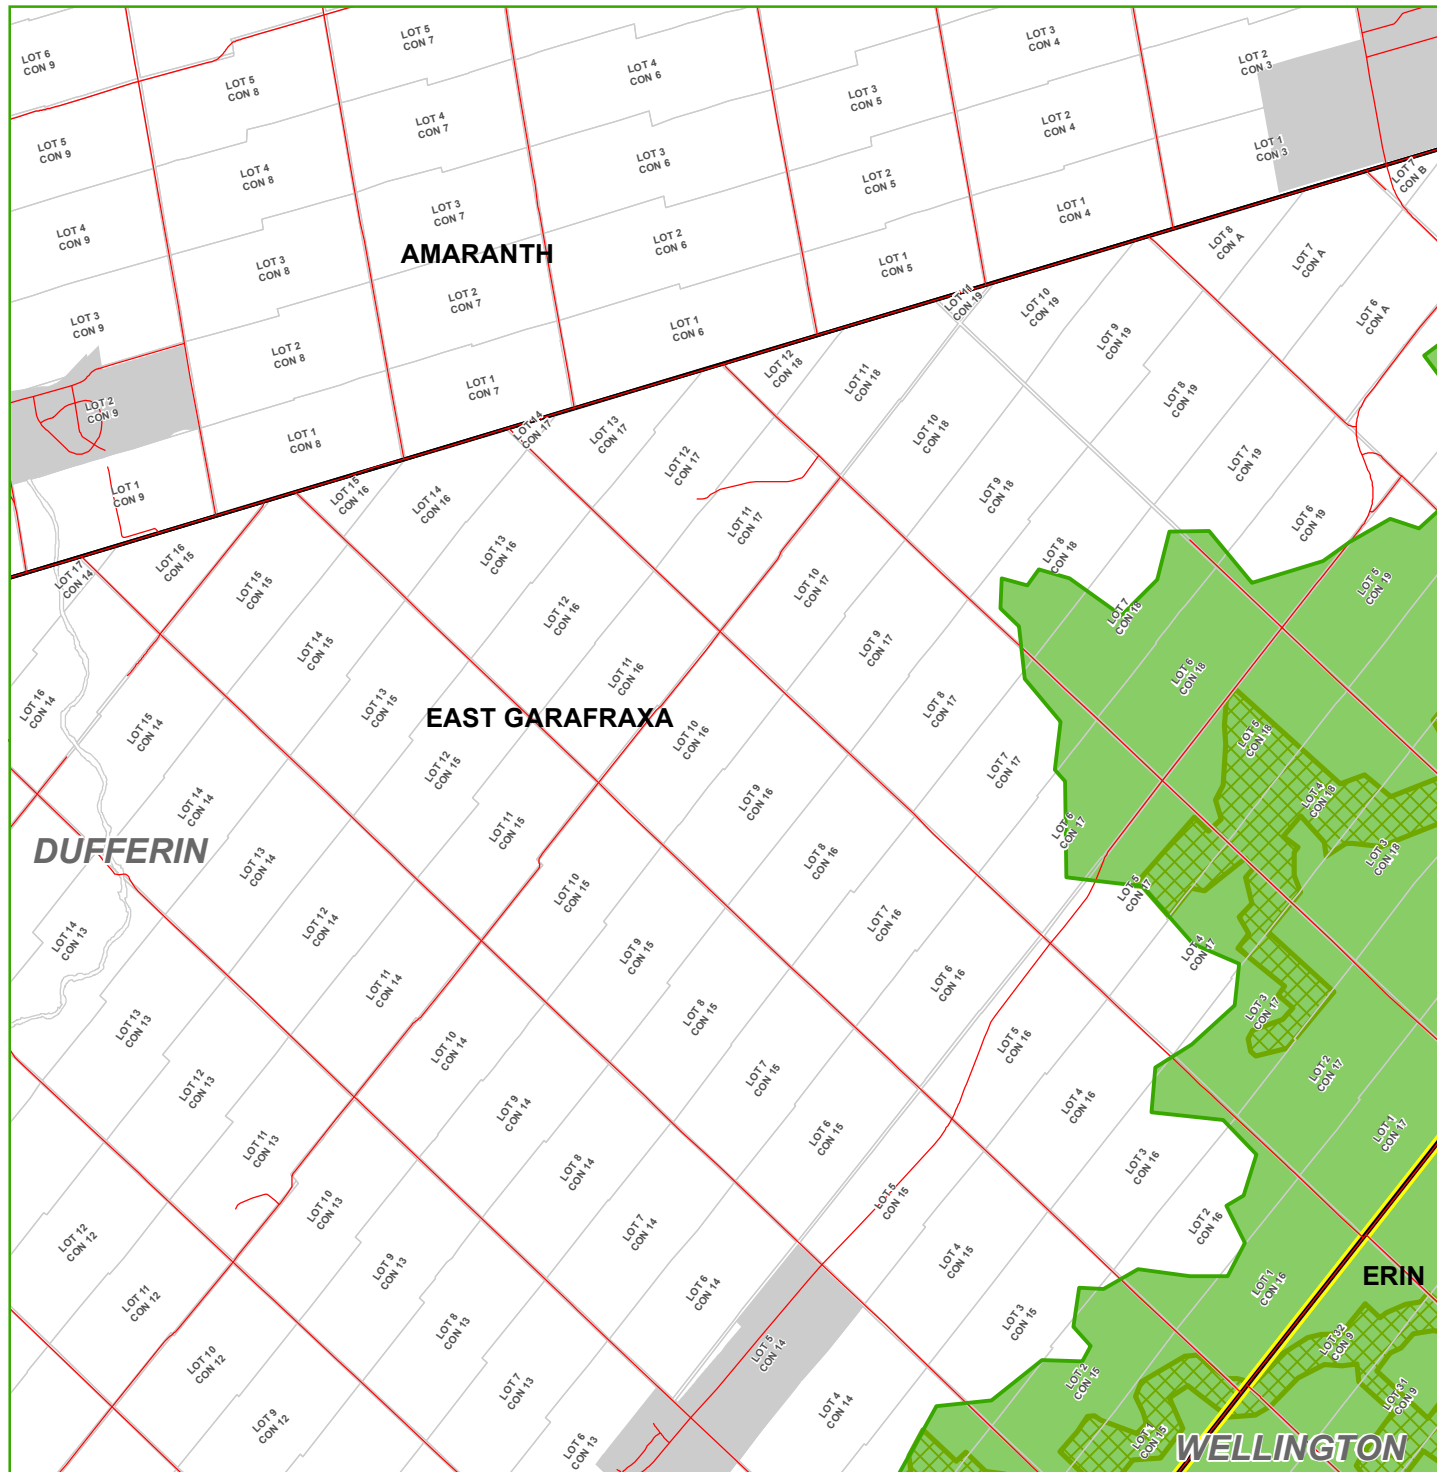 LOT 6
CON 9
LOT 5
CON 8
LOT 5
CON 7
LOT 4
CON 6
LOT 3
CON 5
LOT 3
CON 4
LOT 2
CON 3
LOT 5
CON 9
LOT 4
CON 8
LOT 4
CON 7
LOT 3
CON 6
LOT 2
CON 5
LOT 2
CON 4
LOT 1
CON 3
LOT 7
CON B
LOT 4
CON 9
LOT 3
CON 8
LOT 3
CON 7
AMARANTH
LOT 2
CON 6
LOT 1
CON 5
LOT 1
CON 4
LOT 8
CON A
LOT 7
CON A
LOT 6
CON A
LOT 3
CON 9
LOT 2
CON 8
LOT 2
CON 7
LOT 1
CON 6
LOT 11
CON 19
LOT 10
CON 19
LOT 9
CON 19
LOT 8
CON 19
LOT 7
CON 19
LOT 6
CON 19
LOT 5
CON 19
LOT 2
CON 9
LOT 1
CON 8
LOT 1
CON 7
LOT 1
CON 9
LOT 12
CON 18
LOT 11
CON 18
LOT 10
CON 18
LOT 9
CON 18
LOT 8
CON 18
LOT 7
CON 18
LOT 6
CON 18
LOT 5
CON 18
LOT 4
CON 18
LOT 3
CON 18
LOT 14
CON 17
LOT 13
CON 17
LOT 12
CON 17
LOT 11
CON 17
LOT 10
CON 17
LOT 9
CON 17
LOT 8
CON 17
LOT 7
CON 17
LOT 6
CON 17
LOT 5
CON 17
LOT 4
CON 17
LOT 3
CON 17
LOT 2
CON 17
LOT 1
CON 17
LOT 15
CON 16
LOT 14
CON 16
LOT 13
CON 16
LOT 12
CON 16
LOT 11
CON 16
EAST GARAFRAXA
LOT 10
CON 16
LOT 9
CON 16
LOT 8
CON 16
LOT 7
CON 16
LOT 6
CON 16
LOT 5
CON 16
LOT 4
CON 16
LOT 3
CON 16
LOT 2
CON 16
LOT 1
CON 16
ERIN
LOT 16
CON 15
LOT 15
CON 15
LOT 14
CON 15
LOT 13
CON 15
LOT 12
CON 15
LOT 11
CON 15
LOT 10
CON 15
LOT 9
CON 15
LOT 8
CON 15
LOT 7
CON 15
LOT 6
CON 15
LOT 5
CON 15
LOT 4
CON 15
LOT 3
CON 15
LOT 2
CON 15
LOT 1
CON 15
LOT 17
CON 14
LOT 16
CON 14
LOT 15
CON 14
LOT 14
CON 14
DUFFERIN
LOT 13
CON 14
LOT 12
CON 14
LOT 11
CON 14
LOT 10
CON 14
LOT 9
CON 14
LOT 8
CON 14
LOT 7
CON 14
LOT 6
CON 14
LOT 5
CON 14
LOT 4
CON 14
LOT 14
CON 13
LOT 13
CON 13
LOT 12
CON 13
LOT 11
CON 13
LOT 10
CON 13
LOT 9
CON 13
LOT 8
CON 13
LOT 7
CON 13
LOT 6
CON 13
LOT 12
CON 12
LOT 11
CON 12
LOT 10
CON 12
LOT 9
CON 12
LOT 32
CON 9
LOT 31
CON 9
WELLINGTON